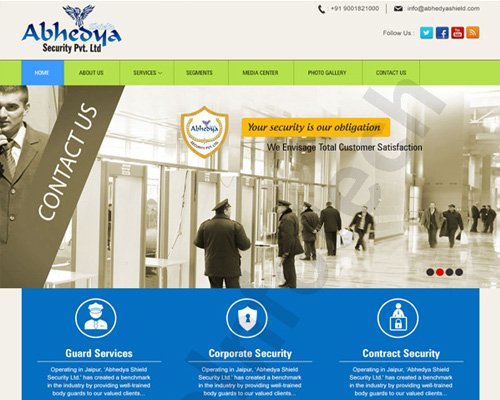 +91 9001821000
info@abhedyashield.com
Abhedya
Security Pvt. Ltd
Follow Us :
You
Tube
HOME
ABOUT US
SERVICES
SEGMENTS
MEDIA CENTER
PHOTO GALLERY
CONTACT US
CONTACT US
Abhedya
Your security is our obligation
We Envisage Total Customer Satisfaction
Guard Services
Operating in Jaipur, 'Abhedya Shield
Security Ltd.' has created a benchmark
in the industry by providing well-trained
body guards to our valued clients...
Corporate Security
Operating in Jaipur, 'Abhedya Shield
Security Ltd.' has created a benchmark
in the industry by providing well-trained
body guards to our valued clients...
Contract Security
Operating in Jaipur, 'Abhedya Shield
Security Ltd.' has created a benchmark
in the industry by providing well-trained
body guards to our valued clients...